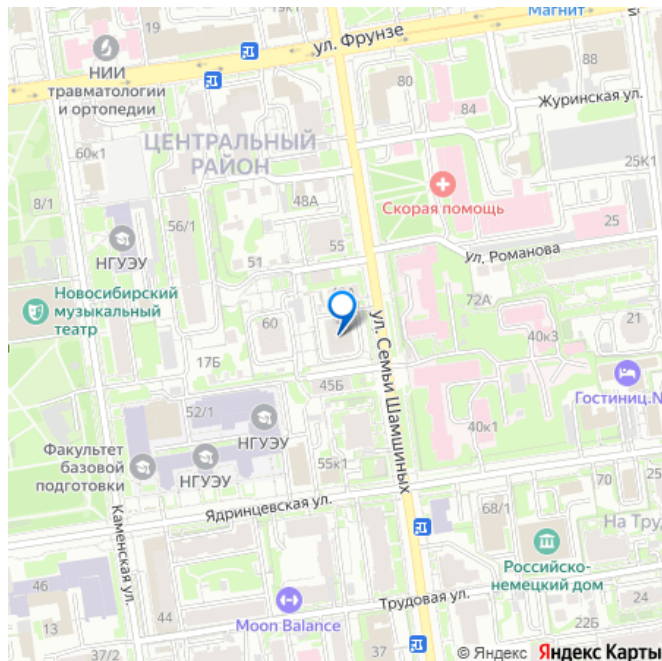 Магнит
19
ул. Фрунзе
НИИ
травматологии
и ортопедии
88
80
84
Журинская ул.
ЦЕНТРАЛЬНЫЙ
РАЙОН
60к1
25К1
48А
8/1
Скорая помощь
56/1
25
55
НГУЭУ
51
ул. Романова
Новосибирский
музыкальный
театр
72А
60
21
40к3
17Б
ул. Семьи Шамшиных
45Б
Гостиниц.N
52/1
НГУЭУ
40к1
Факультет
базовой
подготовки
НГУЭУ
55к1
70
25
Ядринцевская ул.
68/1
На Труд
Каменская ул.
Российско-
немецкий дом
46
Трудовая ул.
24
13
44
22Б
Moon Balance
37/2
© Яндекс Яндекс Карты